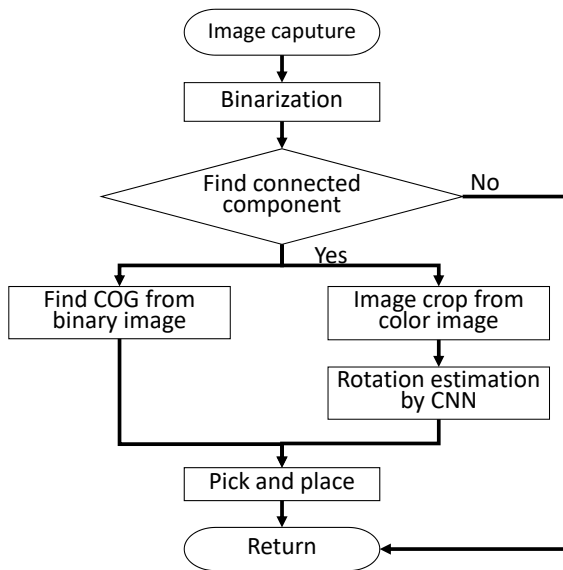 Image caputure
Binarization
Find connected
component
No
Yes
Find COG from
binary image
Image crop from
color image
Rotation estimation
by CNN
Pick and place
Return